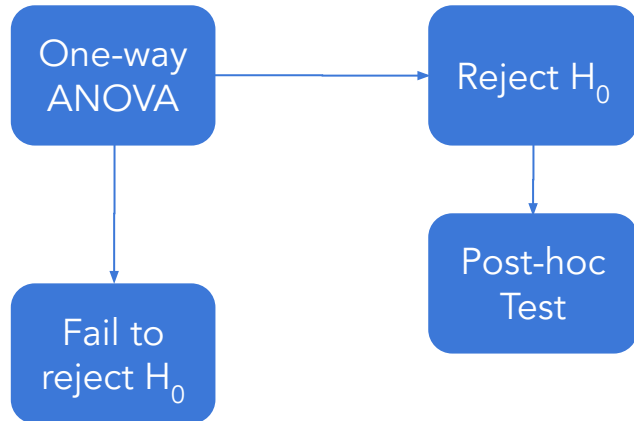 One-way
ANOVA
Reject H₀
Post-hoc
Test
Fail to
reject H₀